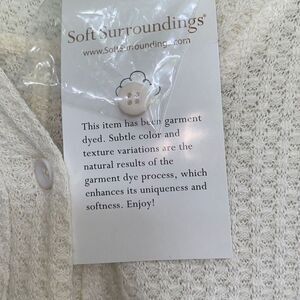 Soft Surroundings®
www.SoftSurroundings.com
This item has been garment
dyed. Subtle color and
texture variations are the
natural results of the
garment dye process, which
enhances its uniqueness and
softness. Enjoy!